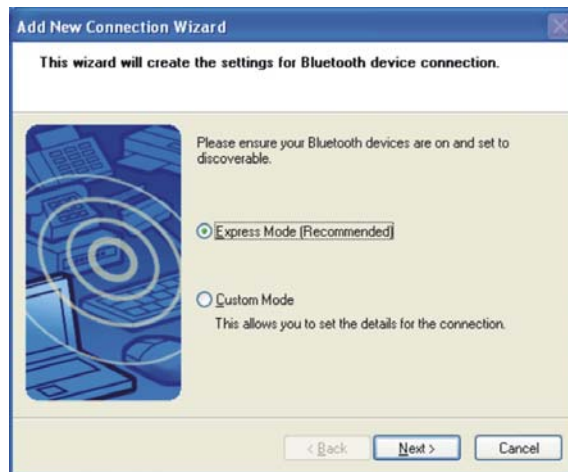 Add New Connection Wizard
This wizard will create the settings for Bluetooth device connection.
Please ensure your Bluetooth devices are on and set to
discoverable.
Express Mode (Recommended)
Custom Mode
This allows you to set the details for the connection.
< Back
Next >
Cancel